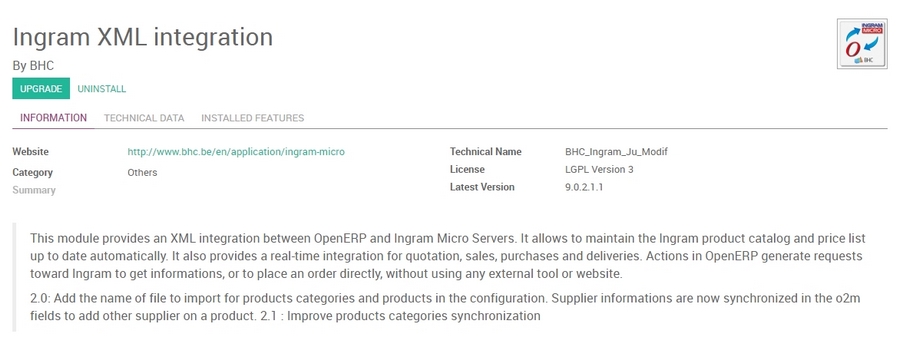 Ingram XML integration
By BHC
INGRAM
MICRO
BHC
UPGRADE UNINSTALL
INFORMATION TECHNICAL DATA INSTALLED FEATURES
Website http://www.bhc.be/en/application/ingram-micro Technical Name BHC_Ingram_Ju_Modif
Category Others License LGPL Version 3
Summary Latest Version 9.0.2.1.1
This module provides an XML integration between OpenERP and Ingram Micro Servers. It allows to maintain the Ingram product catalog and price list
up to date automatically. It also provides a real-time integration for quotation, sales, purchases and deliveries. Actions in OpenERP generate requests
toward Ingram to get informations, or to place an order directly, without using any external tool or website.
2.0: Add the name of file to import for products categories and products in the configuration. Supplier informations are now synchronized in the o2m
fields to add other supplier on a product. 2.1 : Improve products categories synchronization